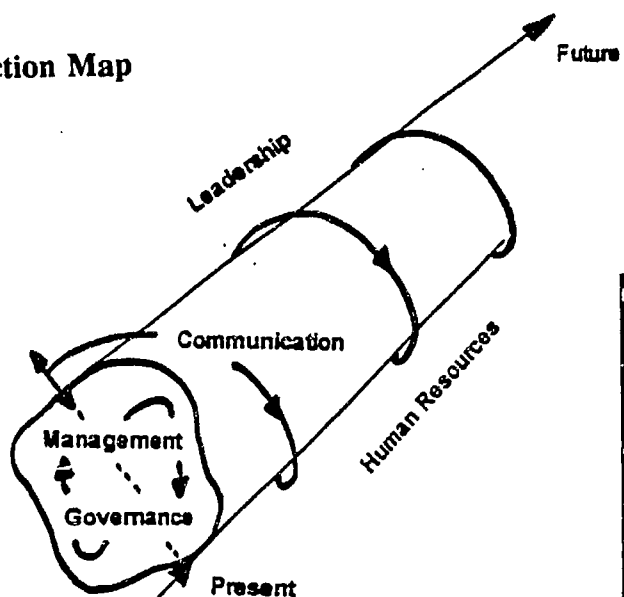 ction Map
Future
Leadership
Communication
Human Resources
Management
Governance
Present